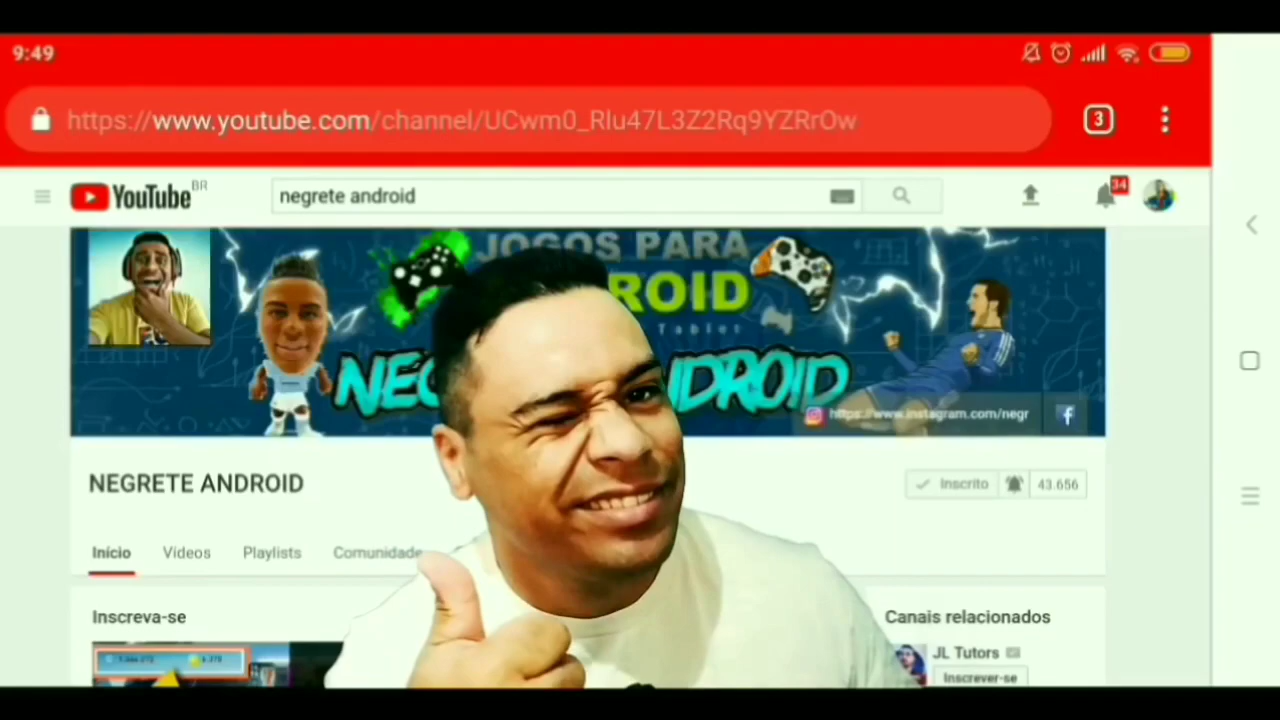 9:49
https://www.youtube.com/channel/UCwm0_Rlu47L3Z2Rq9YZRrOw
3
YouTube BR
negrete android
34
JOGOS PARA
ROID
Tablet
NEG NDROID
https://www.instagram.com/negr
NEGRETE ANDROID
Inscrito
43.656
Início Vídeos Playlists Comunidade
Inscreva-se
Canais relacionados
JL Tutors
Inscrever-se